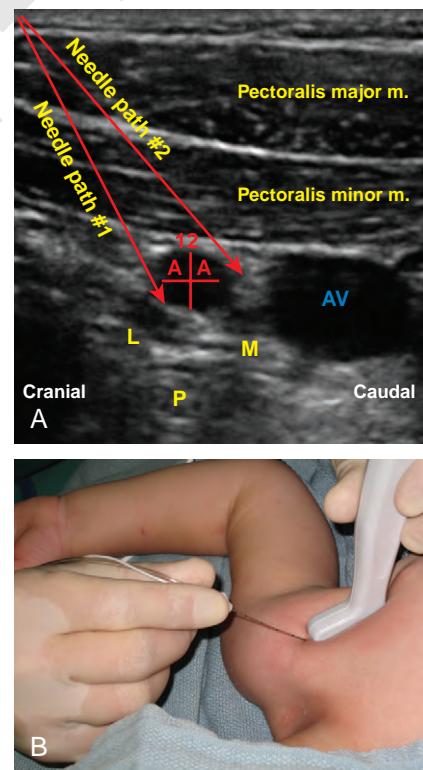 Pectoralis major m.
Needle path #2
Needle path #1
Pectoralis minor m.
12
A A
AV
L
M
P
Cranial
Caudal
A
B